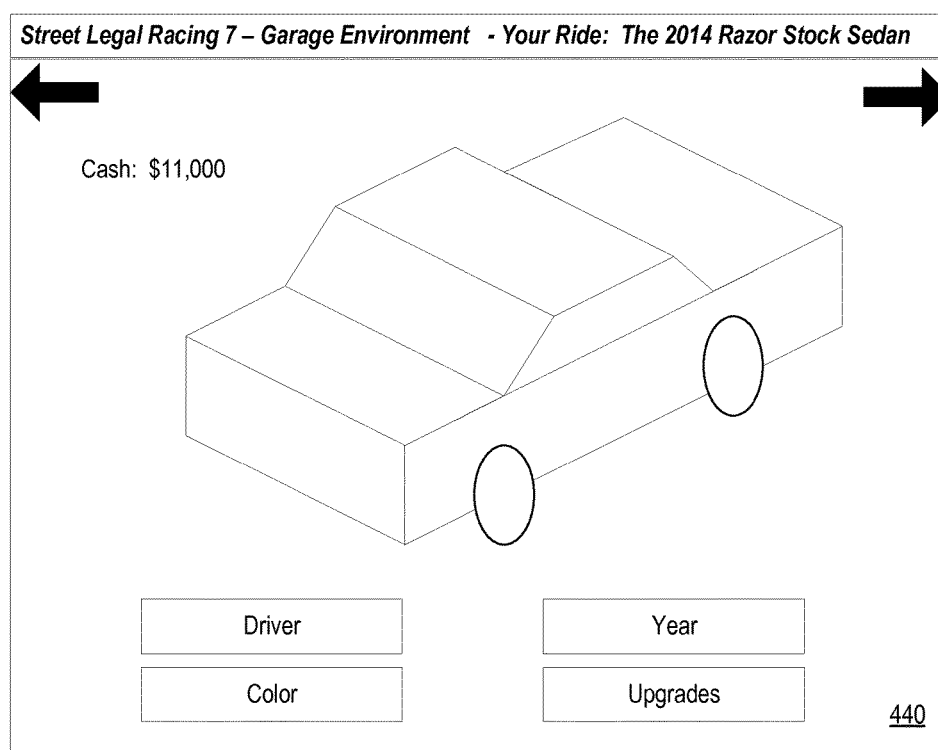 Street Legal Racing 7 – Garage Environment - Your Ride: The 2014 Razor Stock Sedan
Cash: $11,000
Driver
Year
Color
Upgrades
440